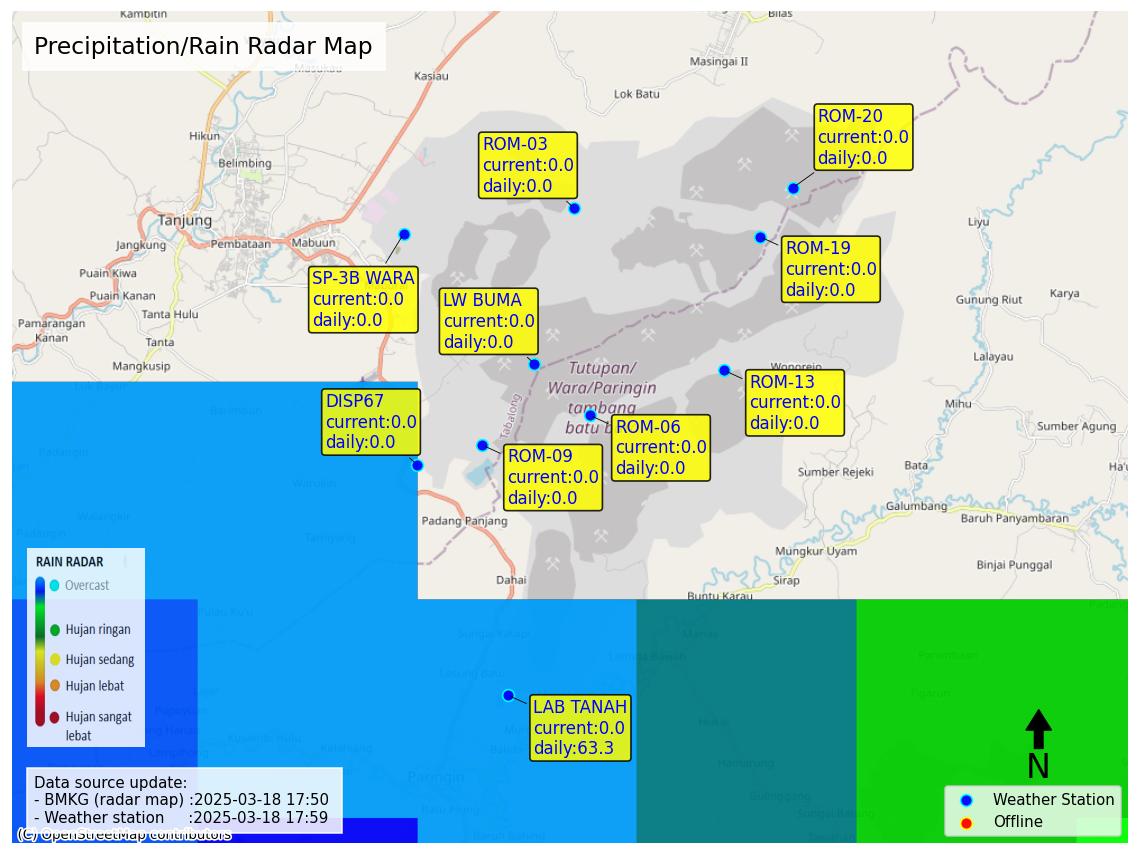 Kambitin
Bilas
Precipitation/Rain Radar Map
Masukau
Kasiau
Masingai II
Lok Batu
Hikun
Belimbing
ROM-03
current:0.0
daily:0.0
ROM-20
current:0.0
daily:0.0
Tanjung
Jangkung
Pembataan
Mabuun
Liyu
ROM-19
current:0.0
daily:0.0
Puain Kiwa
Puain Kanan
SP-3B WARA
current:0.0
daily:0.0
LW BUMA
current:0.0
daily:0.0
Gunung Riut
Karya
Pamarangan
Kanan
Tanta Hulu
Tanta
Mangkusip
Lalayau
Wonorejo
Tutupan/
Wara/Paringin
tambang
batu b
Tabalong
ROM-13
current:0.0
daily:0.0
DISP67
current:0.0
daily:0.0
ROM-06
current:0.0
daily:0.0
Mihu
Sumber Agung
ROM-09
current:0.0
daily:0.0
Barimbun
Padangin
Warukin
Walangkir
Tamiyang
Bata
Sumber Rejeki
Galumbang
Baruh Panyambaran
Padang Panjang
Mungkur Uyam
Binjai Punggal
Dahai
Sirap
Buntu Karau
RAIN RADAR
Overcast
Hujan ringan
Hujan sedang
Hujan lebat
Hujan sangat
lebat
LAB TANAH
current:0.0
daily:63.3
Paringin
Hamarung
N
Data source update:
- BMKG (radar map) :2025-03-18 17:50
- Weather station :2025-03-18 17:59
Weather Station
Offline
(C) OpenStreetMap contributors